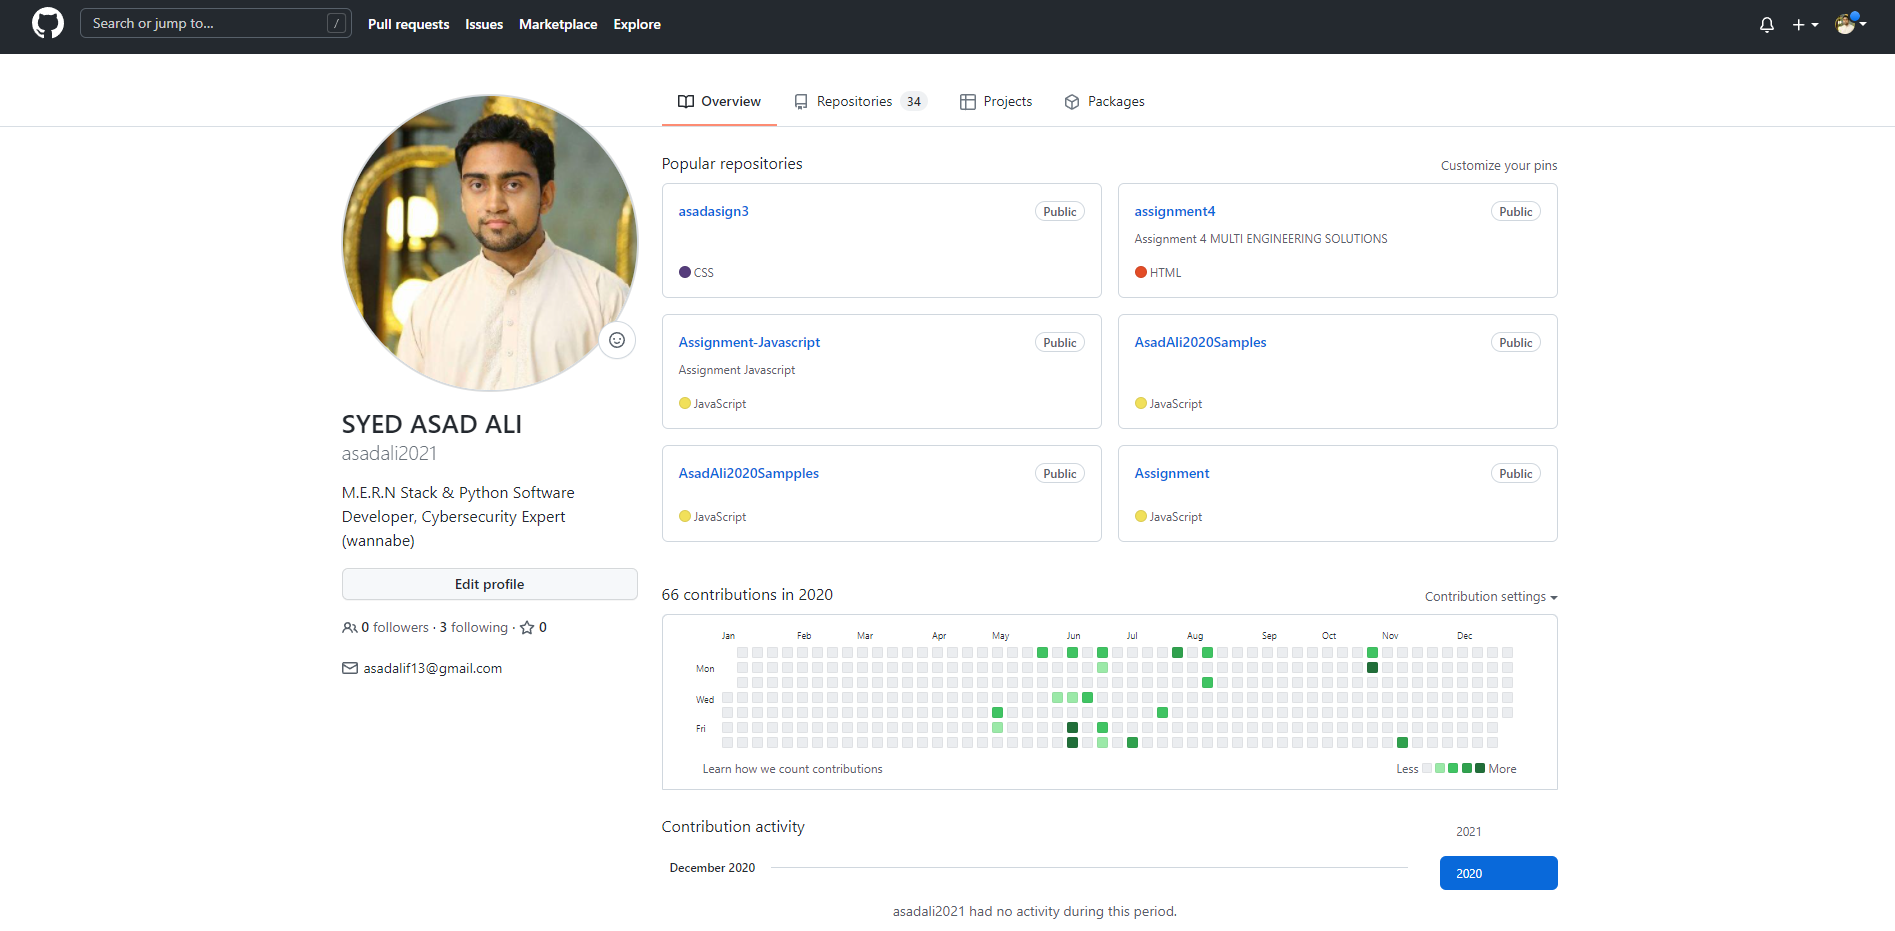 Search or jump to... /
Pull requests Issues Marketplace Explore
Overview Repositories 34 Projects Packages
Popular repositories
Customize your pins
asadasign3 Public
CSS
assignment4 Public
Assignment 4 MULTI ENGINEERING SOLUTIONS
HTML
Assignment-Javascript Public
Assignment Javascript
JavaScript
AsadAli2020Samples Public
JavaScript
AsadAli2020Sampples Public
JavaScript
Assignment Public
JavaScript
SYED ASAD ALI
asadali2021
M.E.R.N Stack & Python Software
Developer, Cybersecurity Expert
(wannabe)
Edit profile
0 followers · 3 following · 0
asadalif13@gmail.com
66 contributions in 2020
Contribution settings
Jan Feb Mar Apr May Jun Jul Aug Sep Oct Nov Dec
Mon
Wed
Fri
Learn how we count contributions
Less More
Contribution activity
2021
2020
December 2020
asadali2021 had no activity during this period.